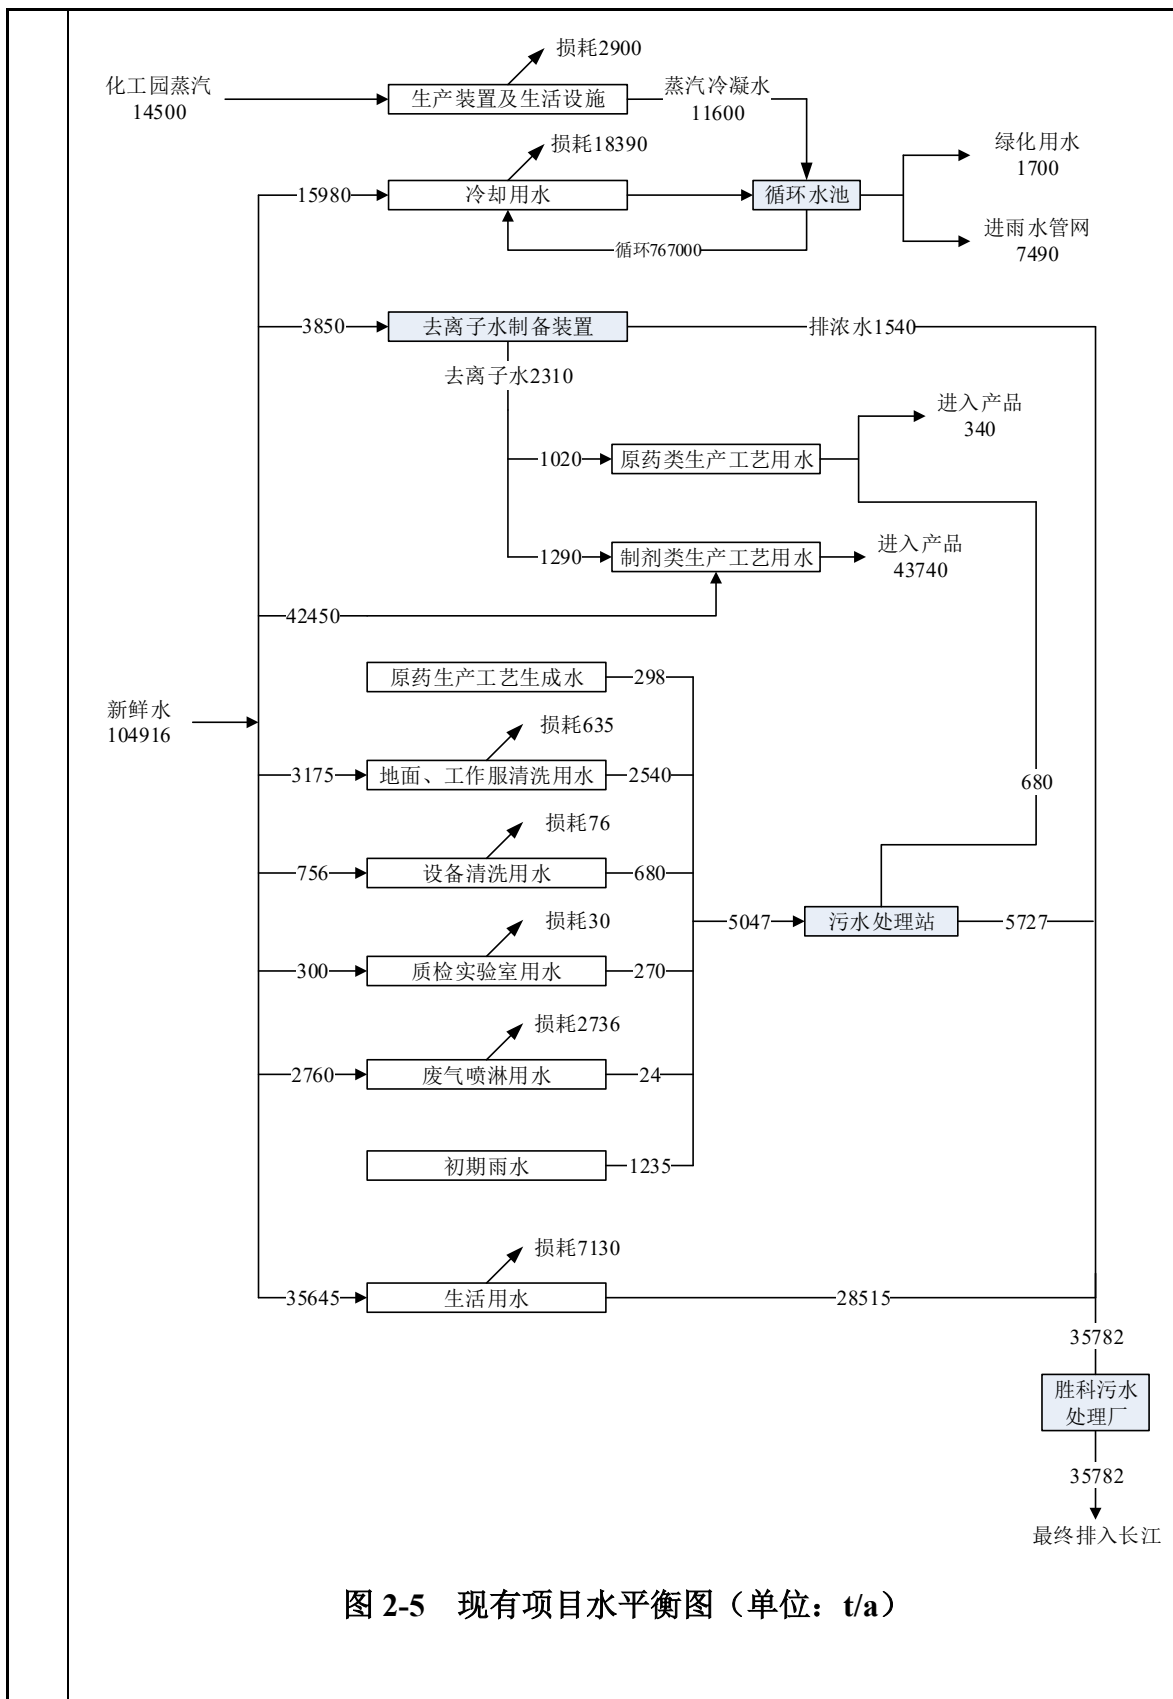 损耗2900
化工园蒸汽
14500
生产装置及生活设施
蒸汽冷凝水
11600
损耗18390
绿化用水
1700
15980
冷却用水
循环水池
循环767000
进雨水管网
7490
3850
去离子水制备装置
排浓水1540
去离子水2310
进入产品
340
1020
原药类生产工艺用水
1290
制剂类生产工艺用水
进入产品
43740
42450
原药生产工艺生成水
298
新鲜水
104916
损耗635
3175
地面、工作服清洗用水
2540
680
损耗76
756
设备清洗用水
680
损耗30
5047
污水处理站
5727
300
质检实验室用水
270
损耗2736
2760
废气喷淋用水
24
初期雨水
1235
损耗7130
35645
生活用水
28515
35782
胜科污水
处理厂
35782
最终排入长江
图 2-5 现有项目水平衡图（单位：t/a）